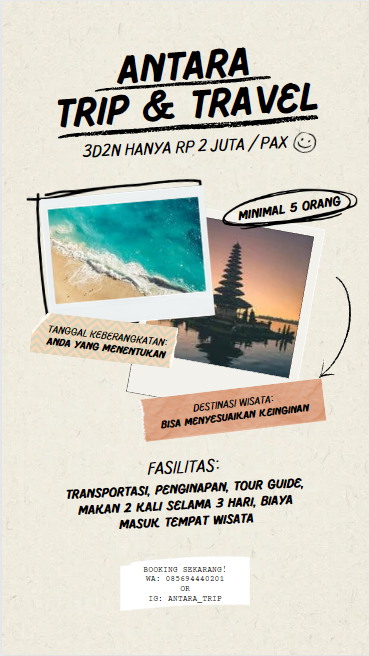 ANTARA
TRIP & TRAVEL
3D2N HANYA RP 2 JUTA / PAX
MINIMAL 5 ORANG
TANGGAL KEBERANGKATAN:
ANDA YANG MENENTUKAN
DESTINASI WISATA:
BISA MENYESUAIKAN KEINGINAN
FASILITAS:
TRANSPORTASI, PENGINAPAN, TOUR GUIDE,
MAKAN 2 KALI SELAMA 3 HARI, BIAYA
MASUK TEMPAT WISATA
BOOKING SEKARANG!
WA: 085694440201
OR
IG: ANTARA_TRIP